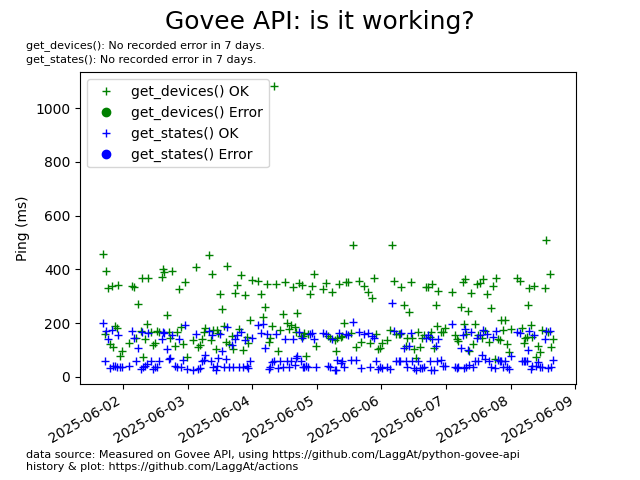 Govee API: is it working?
get_devices(): No recorded error in 7 days.
get_states(): No recorded error in 7 days.
get_devices() OK
get_devices() Error
get_states() OK
get_states() Error
Ping (ms)
1000
800
600
400
200
0
2025-06-02
2025-06-03
2025-06-04
2025-06-05
2025-06-06
2025-06-07
2025-06-08
2025-06-09
data source: Measured on Govee API, using https://github.com/LaggAt/python-govee-api
history & plot: https://github.com/LaggAt/actions